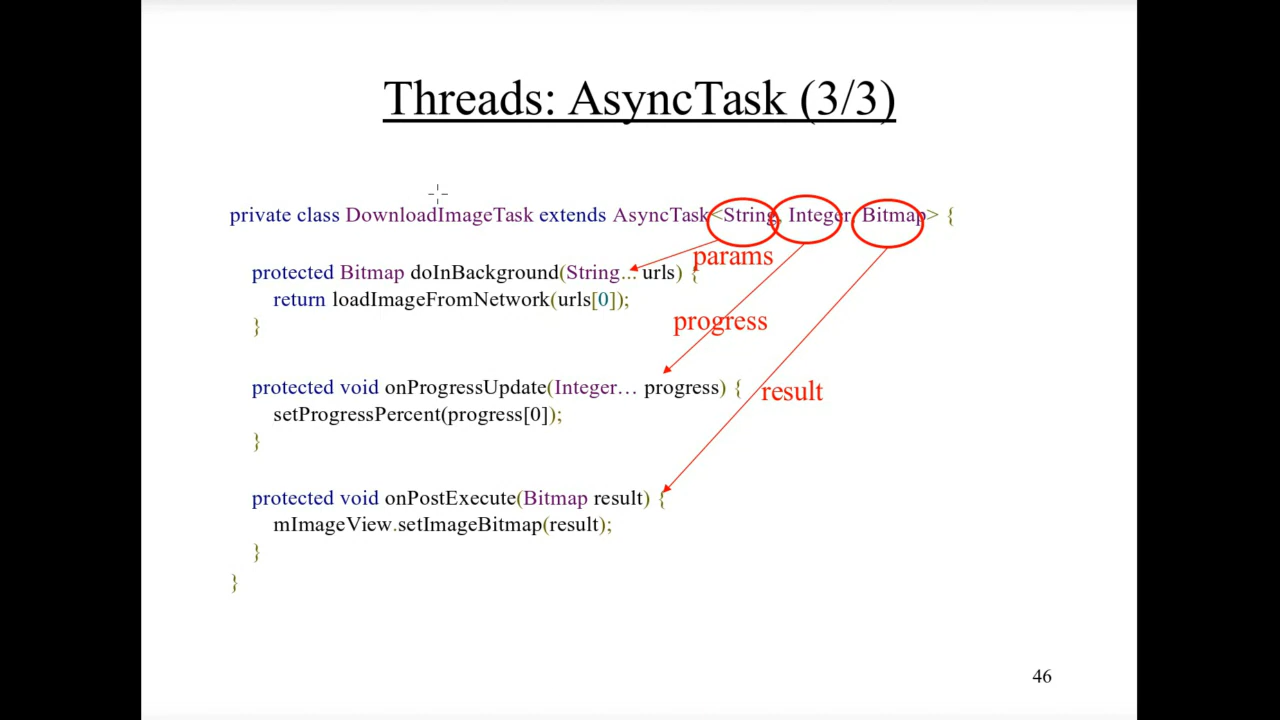 Threads: AsyncTask (3/3)
private class DownloadImageTask extends AsyncTask<String, Integer, Bitmap> {
params
protected Bitmap doInBackground(String... urls) {
return loadImageFromNetwork(urls[0]);
}
progress
protected void onProgressUpdate(Integer… progress) {
result
setProgressPercent(progress[0]);
}
protected void onPostExecute(Bitmap result) {
mImageView.setImageBitmap(result);
}
}
46